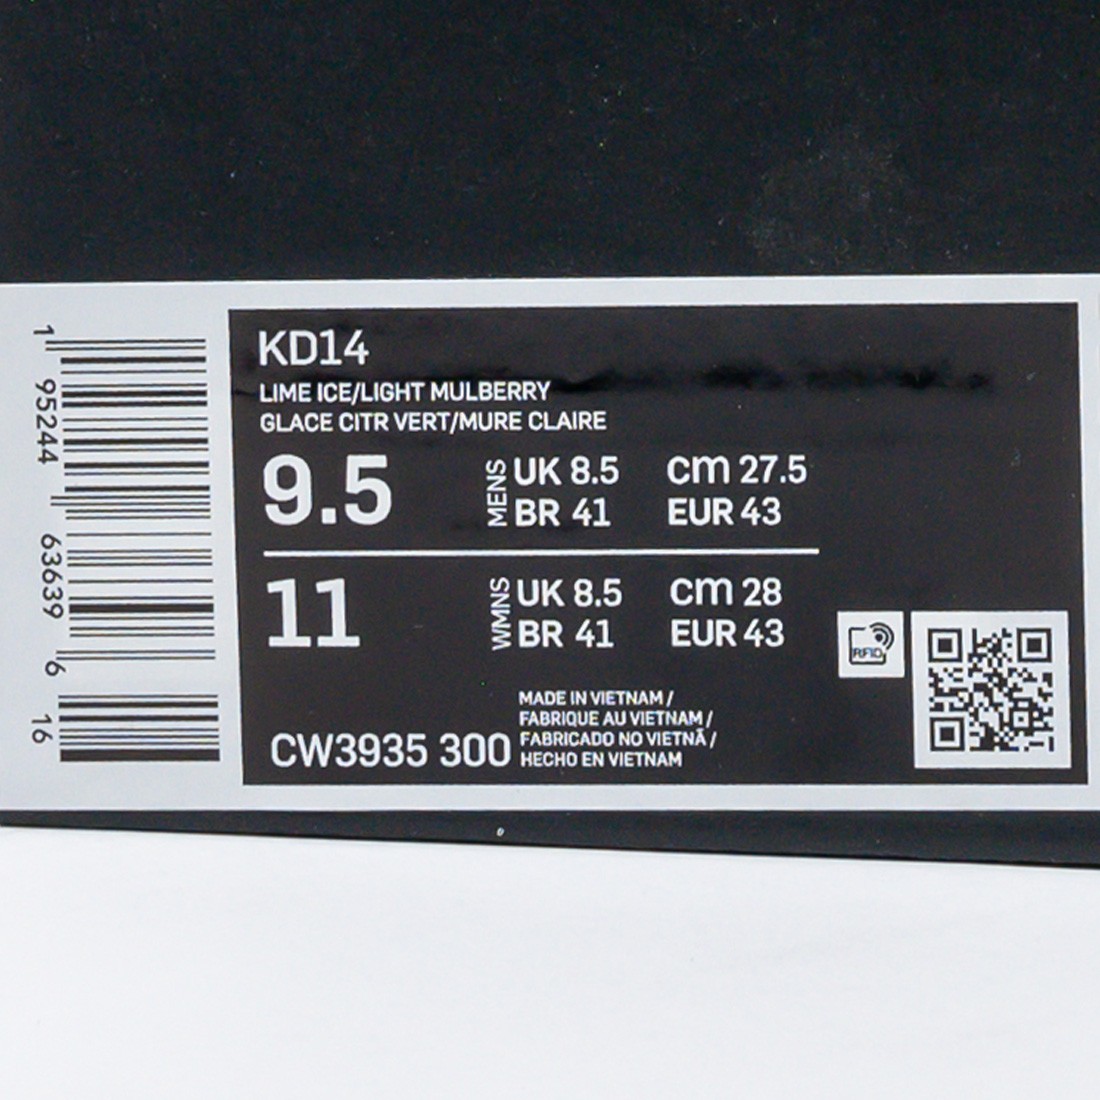 KD14
LIME ICE/LIGHT MULBERRY
GLACE CITR VERT/MURE CLAIRE
9.5
MENS
UK 8.5 cm 27.5
BR 41 EUR 43
11
WMNS
UK 8.5 cm 28
BR 41 EUR 43
CW3935 300
MADE IN VIETNAM /
FABRIQUE AU VIETNAM /
FABRICADO NO VIETNÃ /
HECHO EN VIETNAM
RFID
1 95244 63639 6 16